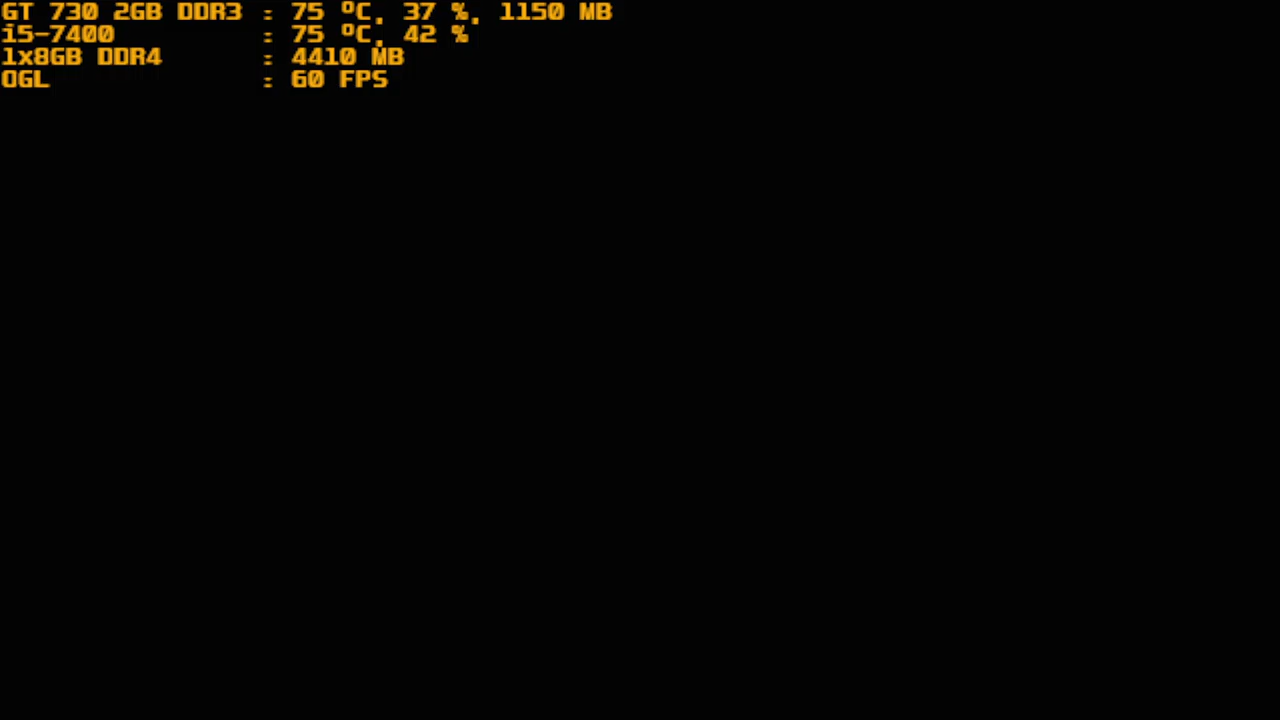 GT 730 2GB DDR3 : 75 ºC, 37 %, 1150 MB
i5-7400 : 75 ºC, 42 %
1x8GB DDR4 : 4410 MB
OGL : 60 FPS